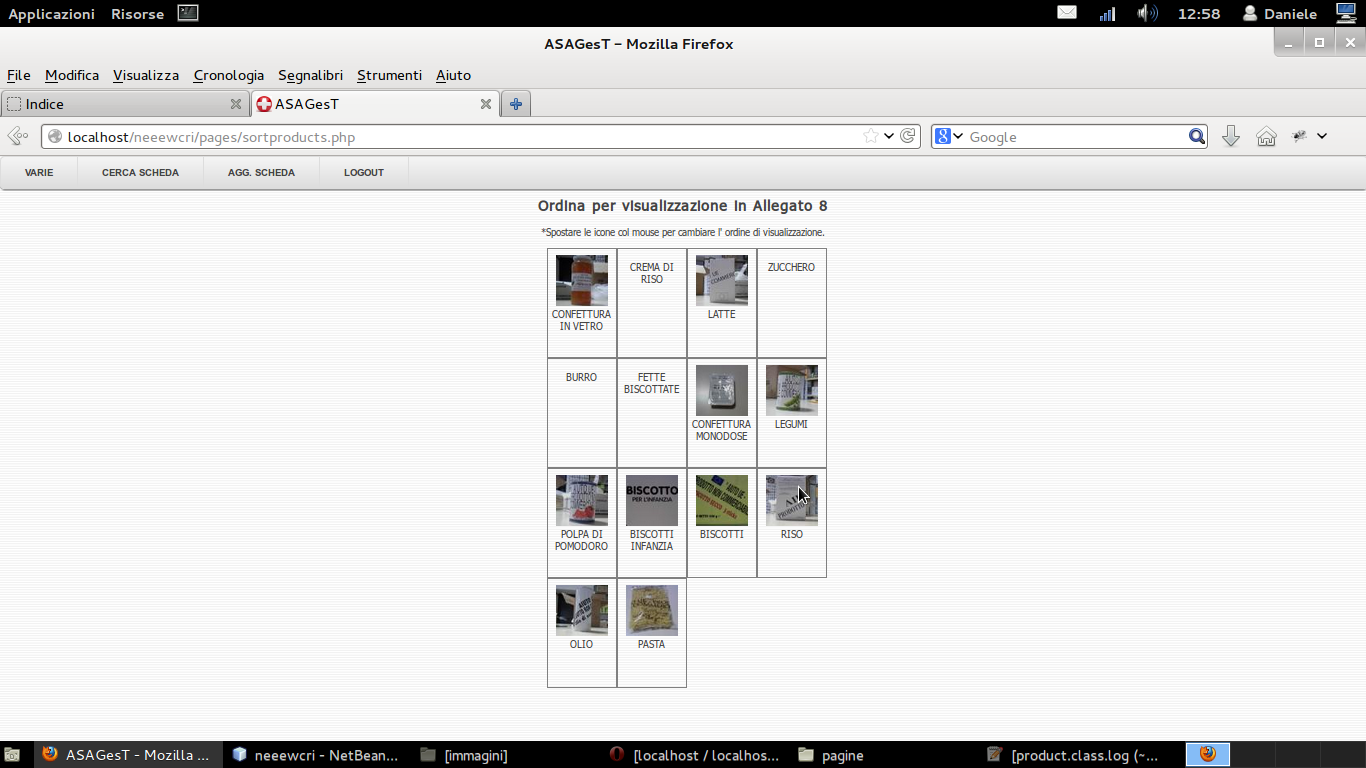 Applicazioni Risorse 12:58 Daniele
ASAGesT - Mozilla Firefox
File Modifica Visualizza Cronologia Segnalibri Strumenti Aiuto
Indice ASAGesT
localhost/neeewcri/pages/sortproducts.php Google
VARIE CERCA SCHEDA AGG. SCHEDA LOGOUT
Ordina per visualizzazione in Allegato 8
*Spostare le icone col mouse per cambiare l' ordine di visualizzazione.
CONFETTURA
IN VETRO
CREMA DI
RISO
LATTE
ZUCCHERO
BURRO
FETTE
BISCOTTATE
CONFETTURA
MONODOSE
LEGUMI
BISCOTTO
PER L'INFANZIA
POLPA DI
POMODORO
BISCOTTI
INFANZIA
BISCOTTI
RISO
OLIO
PASTA
ASAGesT - Mozilla ... neeewcri - NetBean... [immagini] [localhost / localhos... pagine [product.class.log (~...